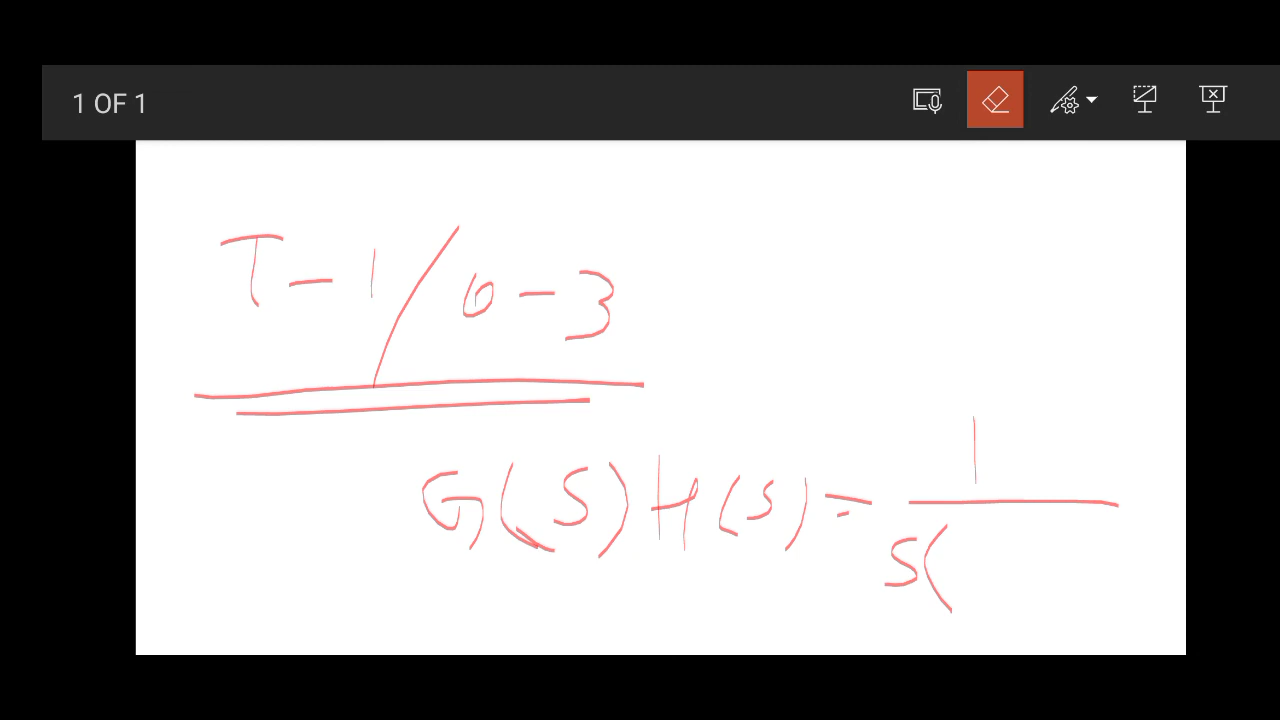 1 OF 1
T-1/0-3
G(S)H(S)=
1
S(